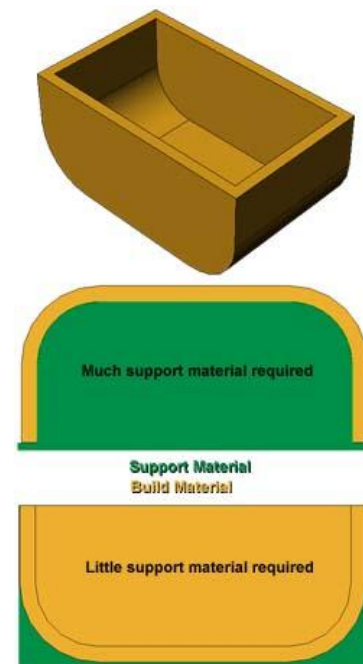 Much support material required
Support Material
Build Material
Little support material required